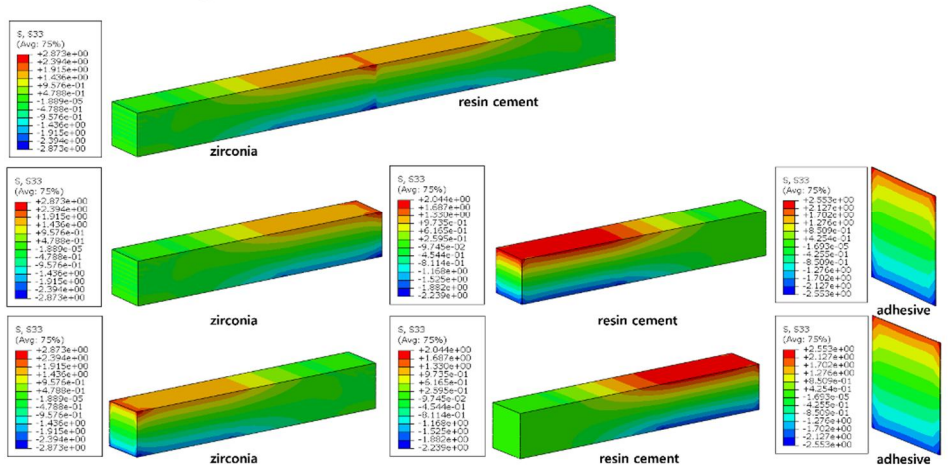 S, S33
(Avg: 75%)
+2.873e+00
+2.394e+00
+1.915e+00
+1.436e+00
+9.576e-01
+4.788e-01
-1.889e-05
-4.788e-01
-9.576e-01
-1.436e+00
-1.915e+00
-2.394e+00
-2.873e+00
resin cement
zirconia
S, S33
(Avg: 75%)
+2.873e+00
+2.394e+00
+1.915e+00
+1.436e+00
+9.576e-01
+4.788e-01
-1.889e-05
-4.788e-01
-9.576e-01
-1.436e+00
-1.915e+00
-2.394e+00
-2.873e+00
zirconia
S, S33
(Avg: 75%)
+2.044e+00
+1.687e+00
+1.330e+00
+9.735e-01
+6.165e-01
+2.595e-01
-9.745e-02
-4.544e-01
-8.114e-01
-1.168e+00
-1.525e+00
-1.882e+00
-2.239e+00
resin cement
S, S33
(Avg: 75%)
+2.553e+00
+2.127e+00
+1.702e+00
+1.276e+00
+8.509e-01
+4.254e-01
-1.693e-05
-4.255e-01
-8.509e-01
-1.276e+00
-1.702e+00
-2.127e+00
-2.553e+00
adhesive
S, S33
(Avg: 75%)
+2.873e+00
+2.394e+00
+1.915e+00
+1.436e+00
+9.576e-01
+4.788e-01
-1.889e-05
-4.788e-01
-9.576e-01
-1.436e+00
-1.915e+00
-2.394e+00
-2.873e+00
zirconia
S, S33
(Avg: 75%)
+2.044e+00
+1.687e+00
+1.330e+00
+9.735e-01
+6.165e-01
+2.595e-01
-9.745e-02
-4.544e-01
-8.114e-01
-1.168e+00
-1.525e+00
-1.882e+00
-2.239e+00
resin cement
S, S33
(Avg: 75%)
+2.553e+00
+2.127e+00
+1.702e+00
+1.276e+00
+8.509e-01
+4.254e-01
-1.693e-05
-4.255e-01
-8.509e-01
-1.276e+00
-1.702e+00
-2.127e+00
-2.553e+00
adhesive